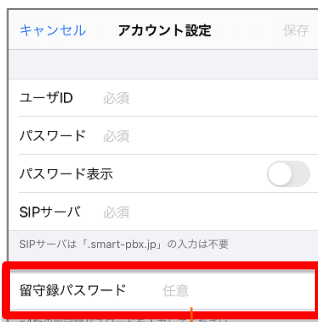 キャンセル アカウント設定 保存
ユーザID 必須
パスワード 必須
パスワード表示
SIPサーバ 必須
SIPサーバは「.smart-pbx.jp」の入力は不要
留守録パスワード 任意